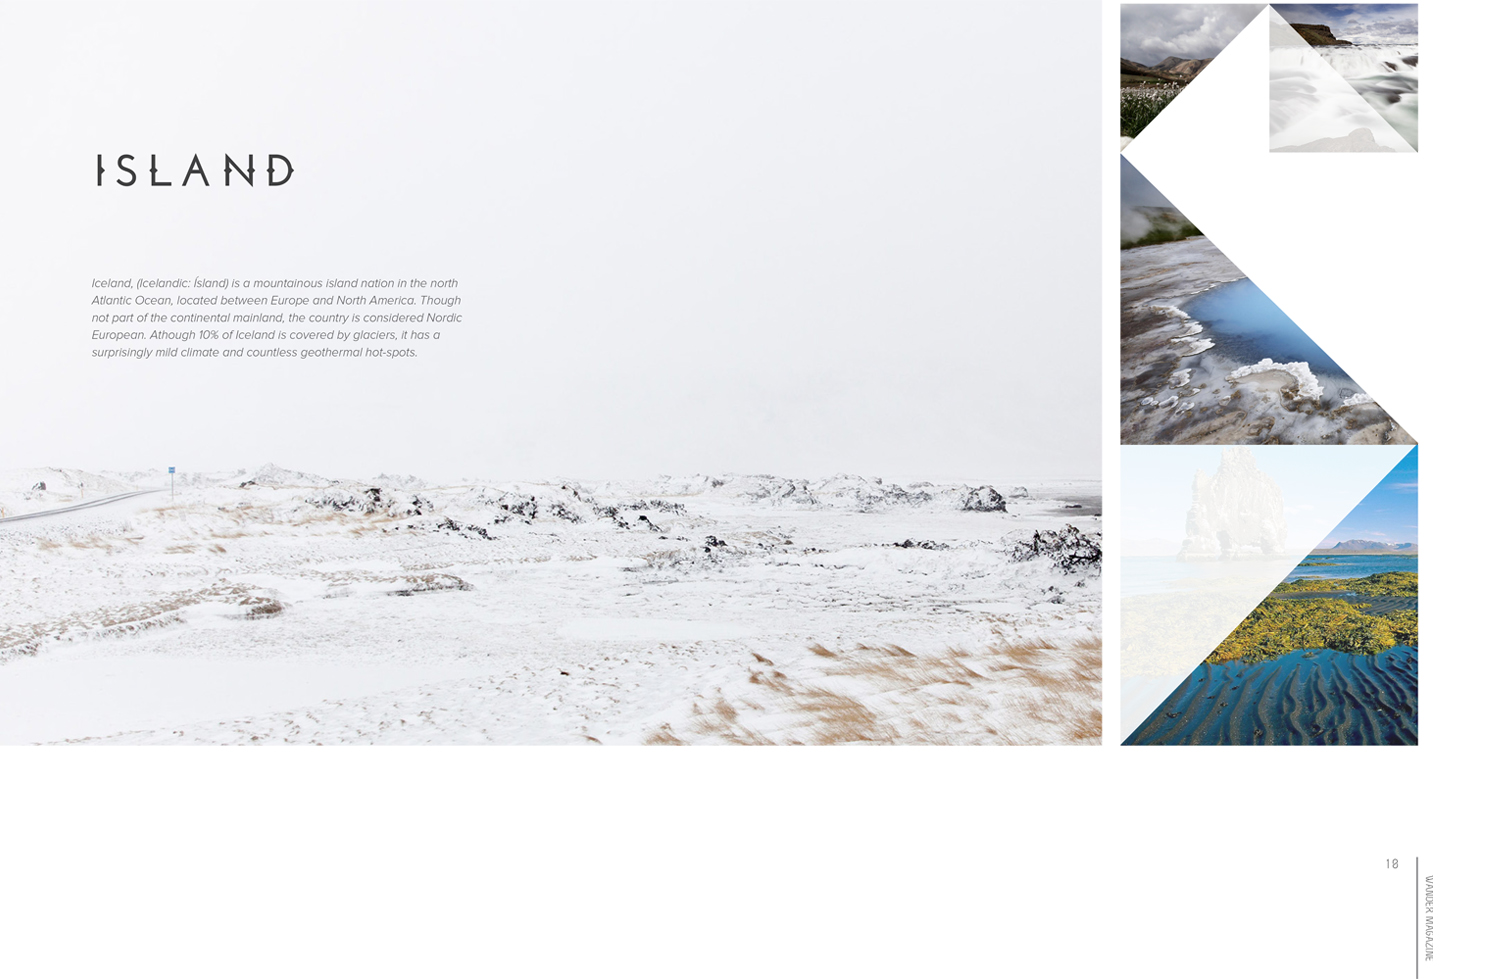 ISLAND
Iceland, (Icelandic: Ísland) is a mountainous island nation in the north
Atlantic Ocean, located between Europe and North America. Though
not part of the continental mainland, the country is considered Nordic
European. Athough 10% of Iceland is covered by glaciers, it has a
surprisingly mild climate and countless geothermal hot-spots.
18
WANDER MAGAZINE